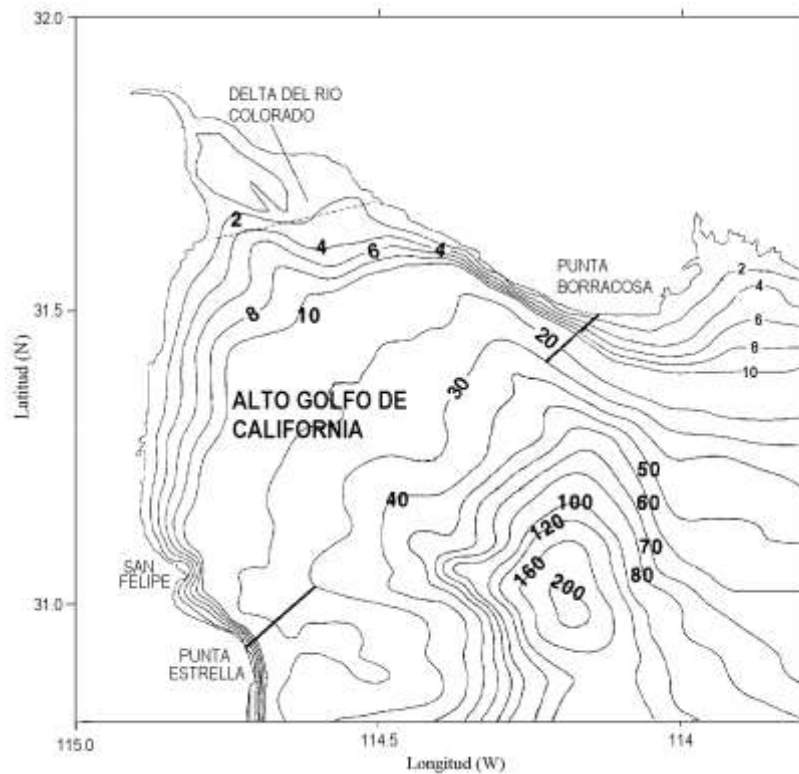 32.0
DELTA DEL RIO
COLORADO
2
4
6
4
PUNTA
BORRACOSA
2
4
6
8
10
31.5
8
10
20
30
ALTO GOLFO DE
CALIFORNIA
Latitud (N)
40
50
60
70
80
100
120
160
200
SAN
FELIPE
31.0
PUNTA
ESTRELLA
115.0
114.5
114
Longitud (W)